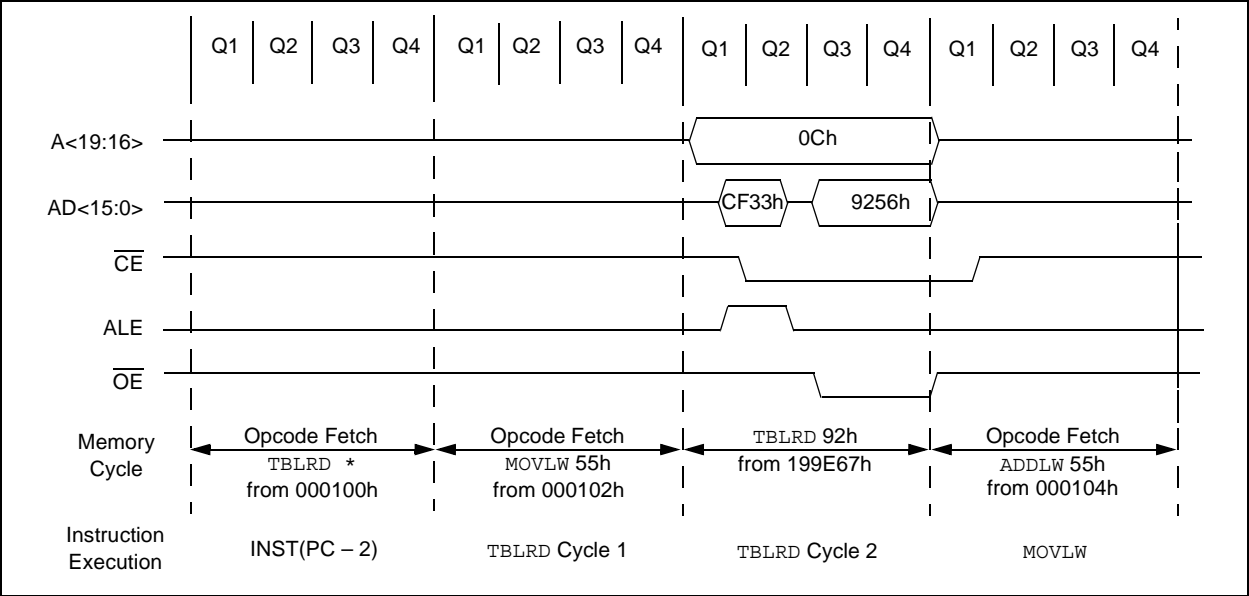 Q1 Q2 Q3 Q4 Q1 Q2 Q3 Q4 Q1 Q2 Q3 Q4 Q1 Q2 Q3 Q4
A<19:16> 0Ch
AD<15:0> CF33h 9256h
CE
ALE
OE
Memory Cycle
Opcode Fetch
TBLRD *
from 000100h
Opcode Fetch
MOVLW 55h
from 000102h
TBLRD 92h
from 199E67h
Opcode Fetch
ADDLW 55h
from 000104h
Instruction Execution
INST(PC – 2)
TBLRD Cycle 1
TBLRD Cycle 2
MOVLW